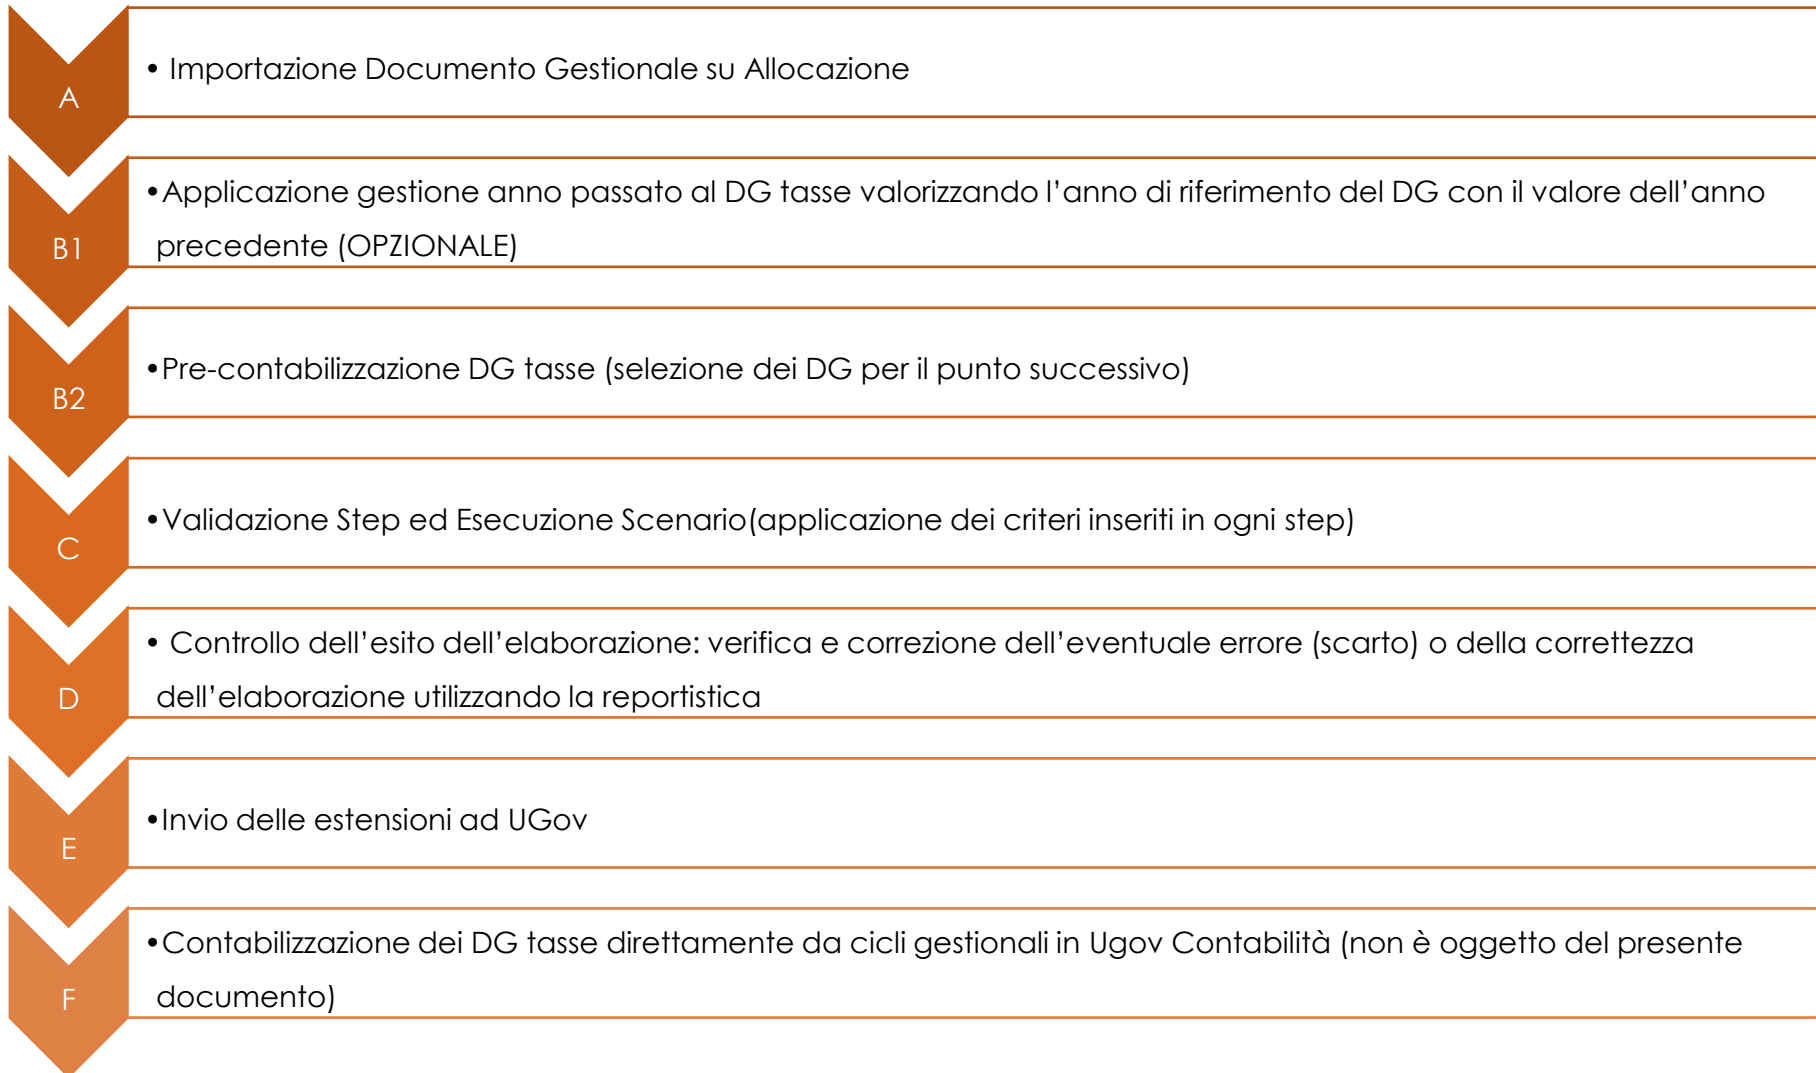 A
• Importazione Documento Gestionale su Allocazione
B1
•Applicazione gestione anno passato al DG tasse valorizzando l’anno di riferimento del DG con il valore dell’anno
precedente (OPZIONALE)
B2
•Pre-contabilizzazione DG tasse (selezione dei DG per il punto successivo)
C
•Validazione Step ed Esecuzione Scenario(applicazione dei criteri inseriti in ogni step)
D
• Controllo dell’esito dell’elaborazione: verifica e correzione dell’eventuale errore (scarto) o della correttezza
dell’elaborazione utilizzando la reportistica
E
•Invio delle estensioni ad UGov
F
•Contabilizzazione dei DG tasse direttamente da cicli gestionali in Ugov Contabilità (non è oggetto del presente
documento)